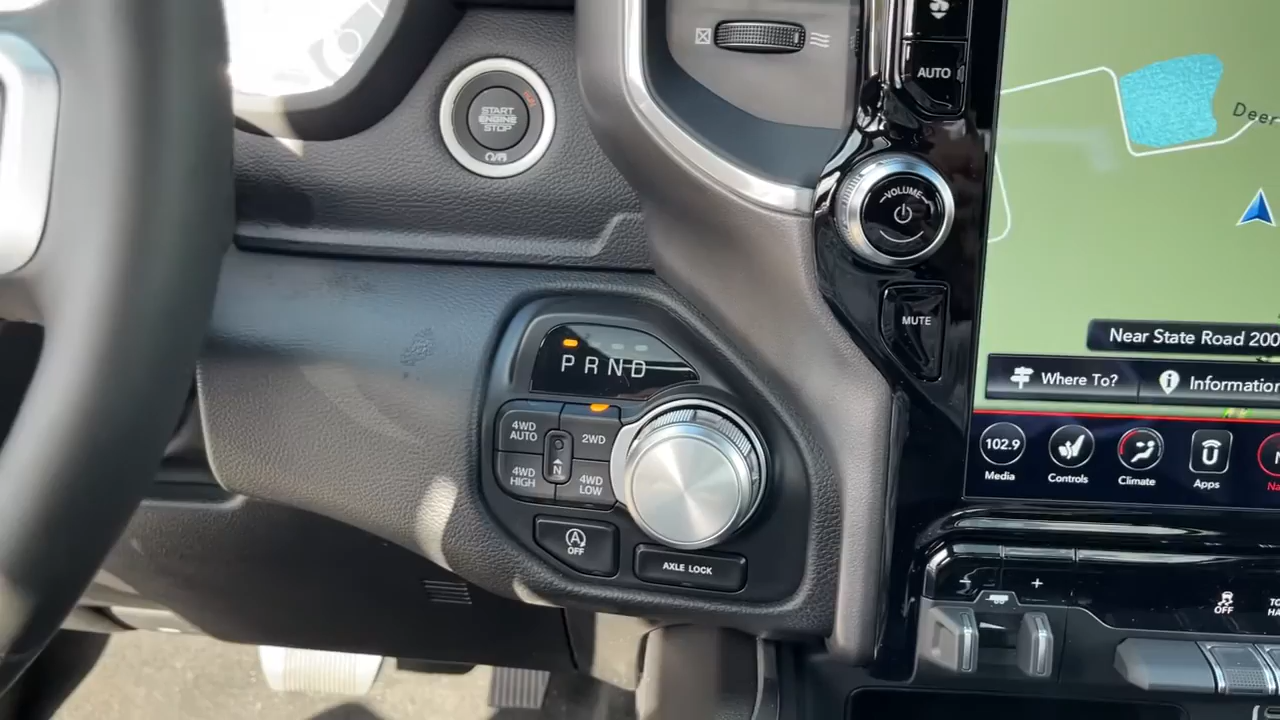 START
ENGINE
STOP
RUN
AUTO
VOLUME
MUTE
Deer
Near State Road 200
Where To?
Information
102.9
Media
Controls
Climate
Apps
P R N D
4WD
AUTO
2WD
N
4WD
HIGH
4WD
LOW
A
OFF
AXLE LOCK
- +
OFF